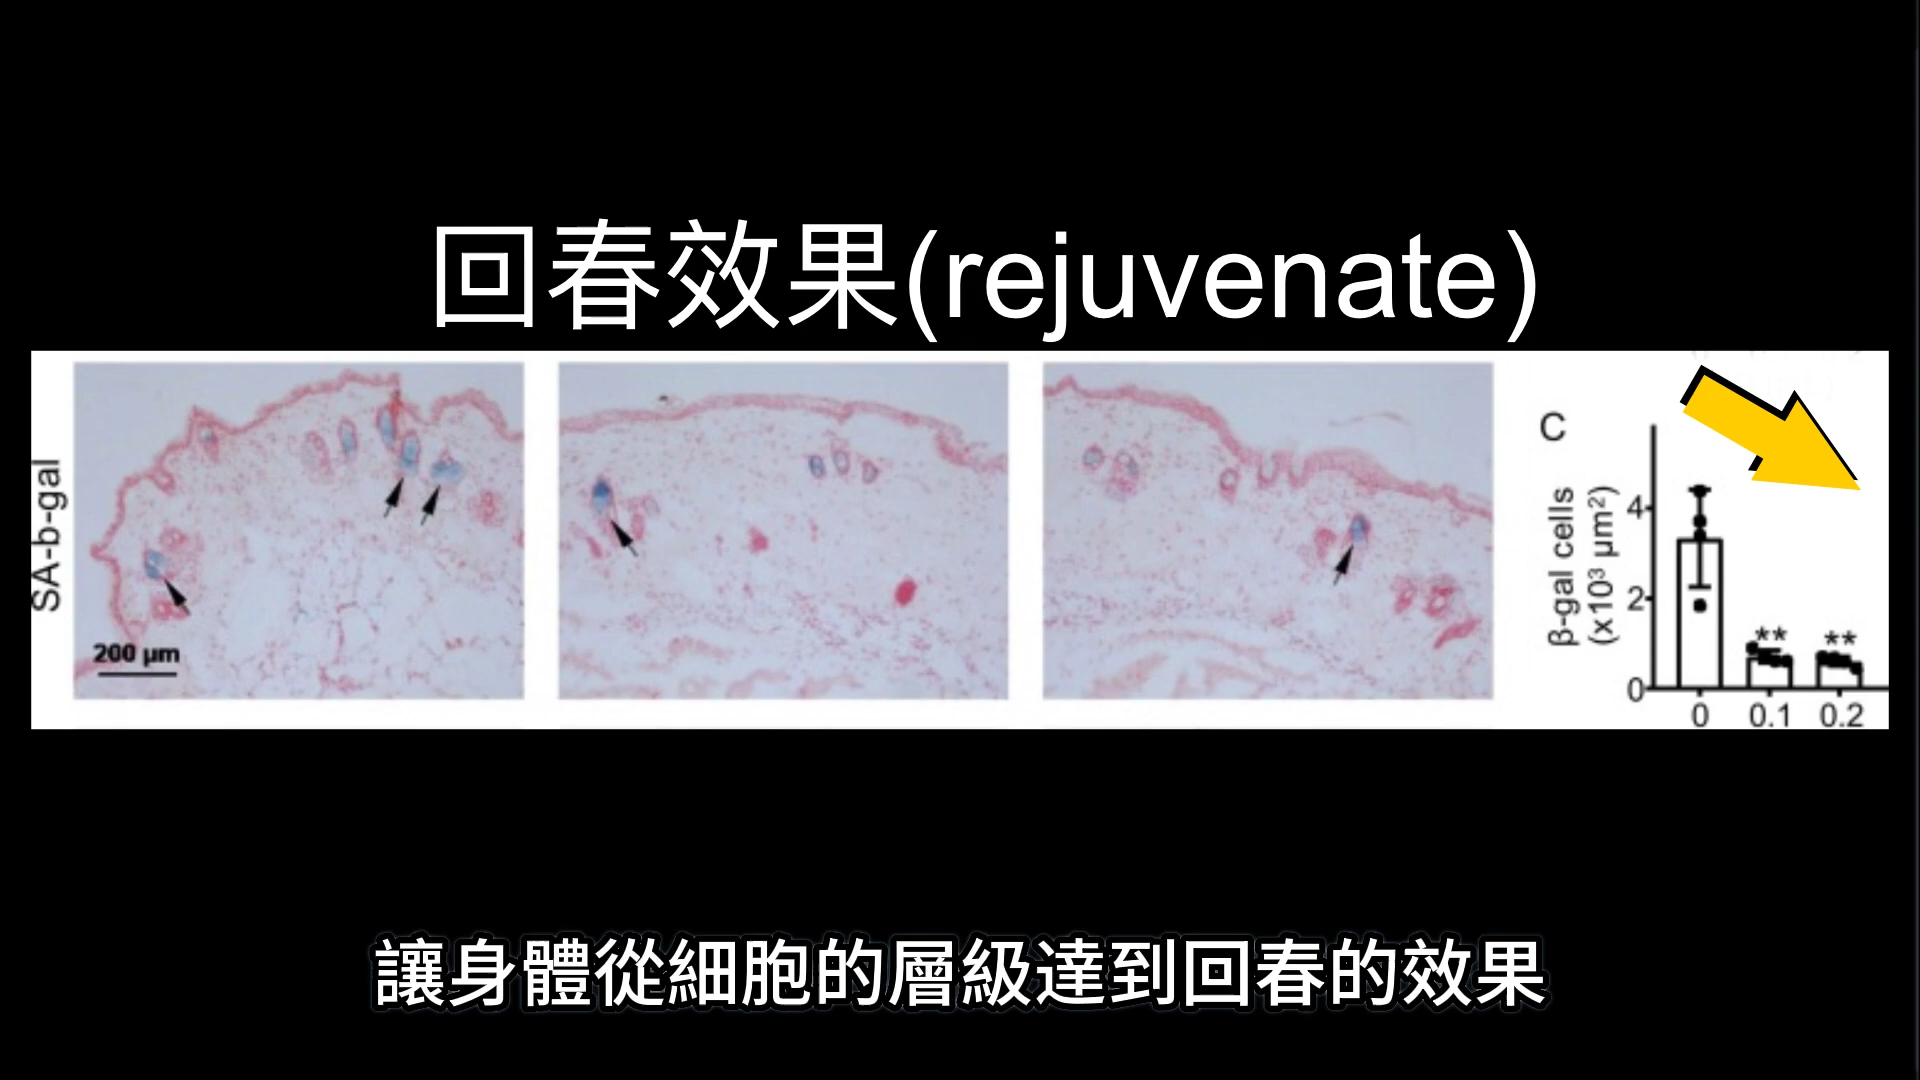 回春效果(rejuvenate)
SA-b-gal
200 μm
C
β-gal cells
(x10³ μm²)
4
2
0
**
**
0 0.1 0.2
讓身體從細胞的層級達到回春的效果